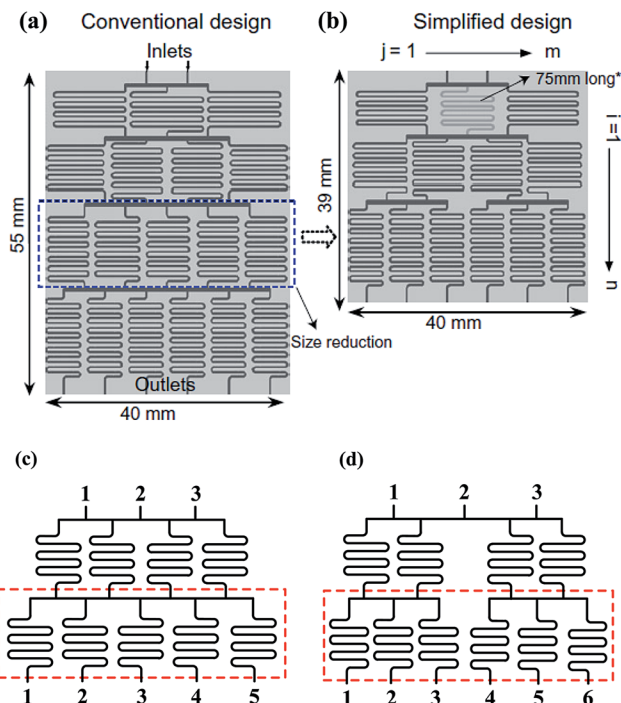 (a)
Conventional design
Inlets
55 mm
Size reduction
Outlets
40 mm
(b)
Simplified design
j = 1
m
75mm long*
i=1
n
39 mm
40 mm
(c)
1 2 3
1 2 3 4 5
(d)
1 2 3
1 2 3 4 5 6